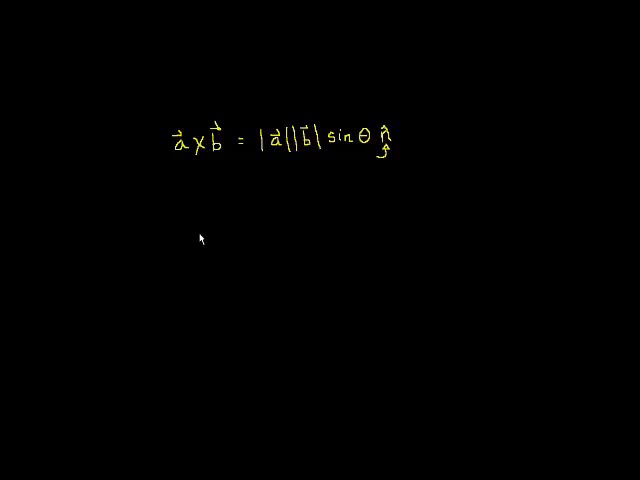 a⃗ × b⃗ = |a⃗||b⃗| sin θ n̂